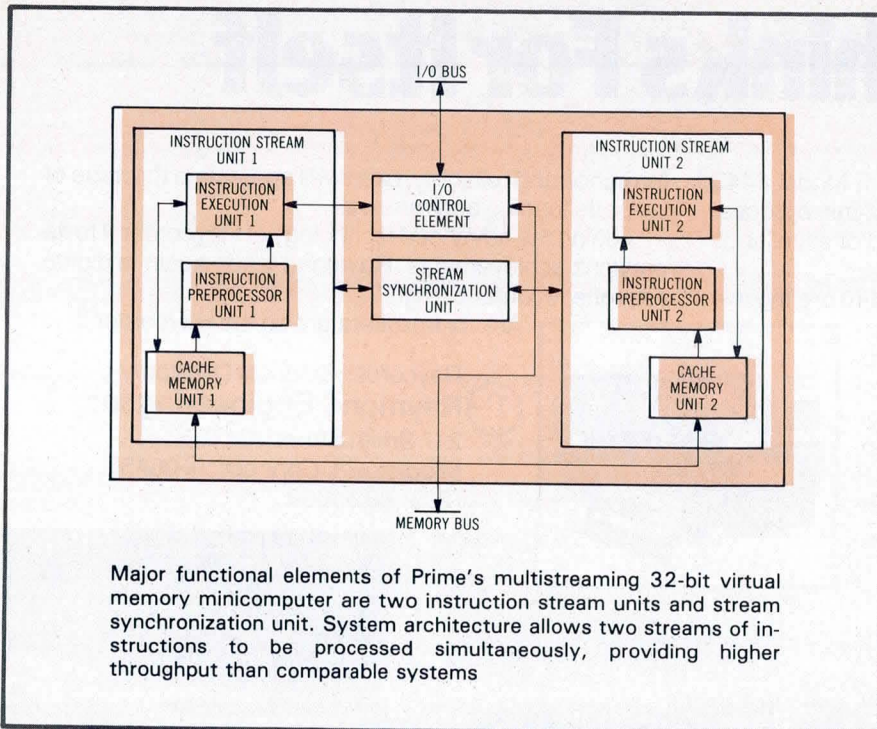 I/O BUS
INSTRUCTION STREAM
UNIT 1
INSTRUCTION
EXECUTION
UNIT 1
INSTRUCTION
PREPROCESSOR
UNIT 1
CACHE
MEMORY
UNIT 1
I/O
CONTROL
ELEMENT
STREAM
SYNCHRONIZATION
UNIT
INSTRUCTION STREAM
UNIT 2
INSTRUCTION
EXECUTION
UNIT 2
INSTRUCTION
PREPROCESSOR
UNIT 2
CACHE
MEMORY
UNIT 2
MEMORY BUS
Major functional elements of Prime's multistreaming 32-bit virtual
memory minicomputer are two instruction stream units and stream
synchronization unit. System architecture allows two streams of in-
structions to be processed simultaneously, providing higher
throughput than comparable systems